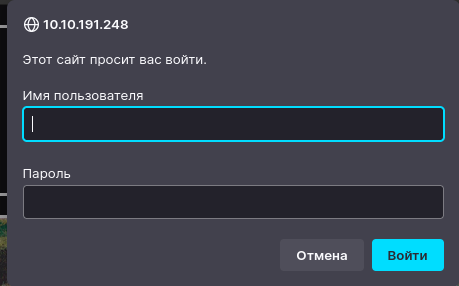 10.10.191.248
Этот сайт просит вас войти.
Имя пользователя
Пароль
Отмена
Войти